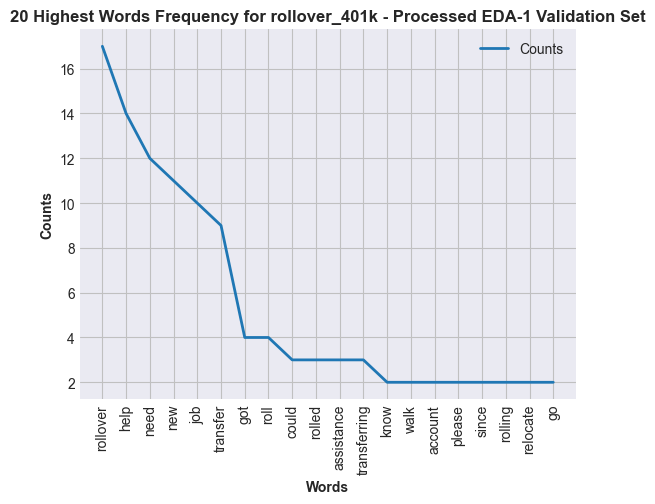 20 Highest Words Frequency for rollover_401k - Processed EDA-1 Validation Set
Counts
16
14
12
10
8
6
4
2
Counts
rollover
help
need
new
job
transfer
got
roll
could
rolled
assistance
transferring
know
walk
account
please
since
rolling
relocate
go
Words